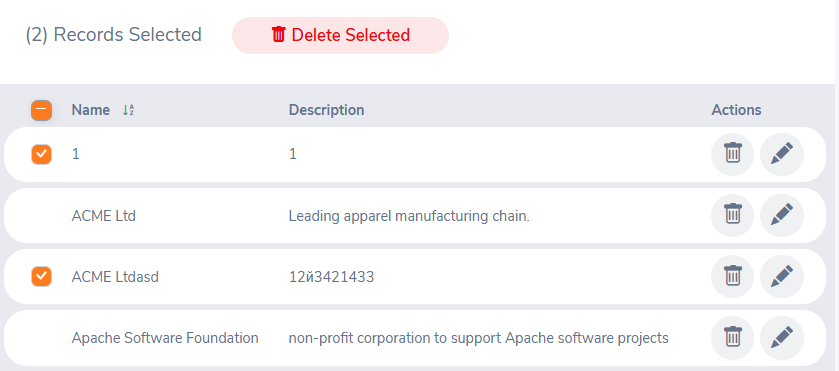 (2) Records Selected Delete Selected
Name Description Actions
1 1
ACME Ltd Leading apparel manufacturing chain.
ACME Ltdasd 12й3421433
Apache Software Foundation non-profit corporation to support Apache software projects